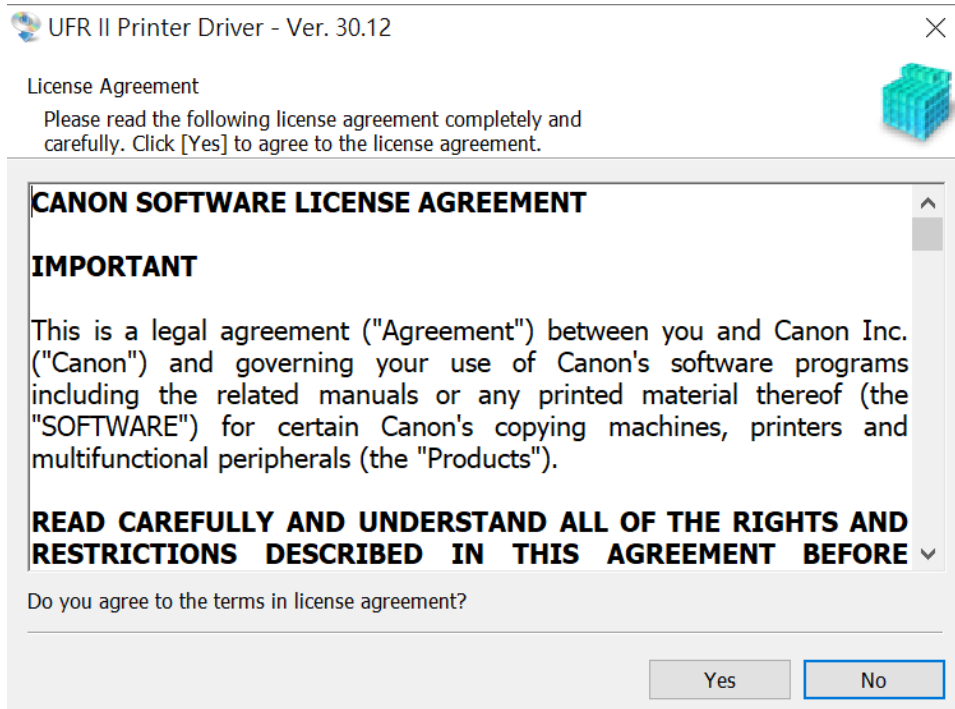 UFR II Printer Driver - Ver. 30.12
License Agreement
Please read the following license agreement completely and
carefully. Click [Yes] to agree to the license agreement.
CANON SOFTWARE LICENSE AGREEMENT
IMPORTANT
This is a legal agreement ("Agreement") between you and Canon Inc.
("Canon") and governing your use of Canon's software programs
including the related manuals or any printed material thereof (the
"SOFTWARE") for certain Canon's copying machines, printers and
multifunctional peripherals (the "Products").
READ CAREFULLY AND UNDERSTAND ALL OF THE RIGHTS AND
RESTRICTIONS DESCRIBED IN THIS AGREEMENT BEFORE
Do you agree to the terms in license agreement?
Yes
No